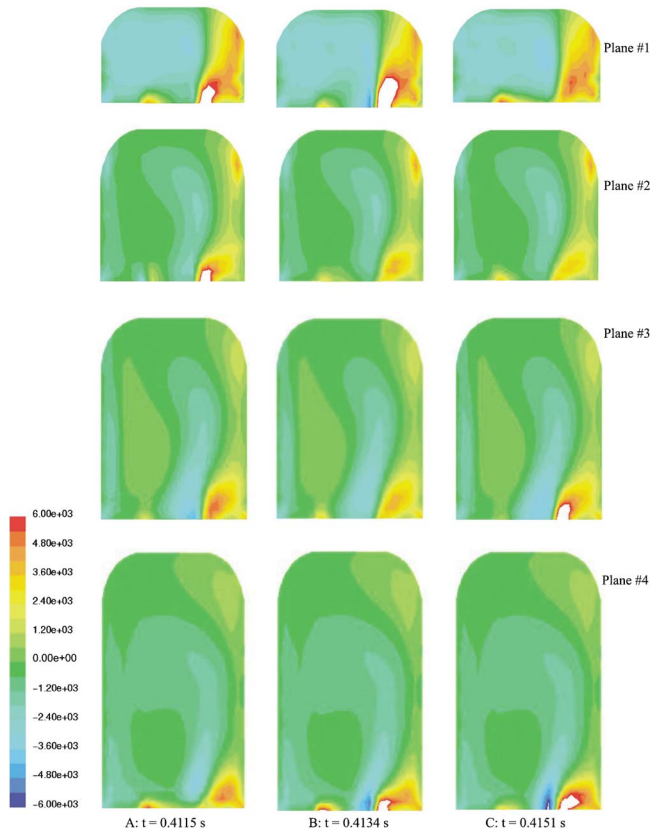 Plane #1
Plane #2
Plane #3
Plane #4
6.00e+03
4.80e+03
3.60e+03
2.40e+03
1.20e+03
0.00e+00
−1.20e+03
−2.40e+03
−3.60e+03
−4.80e+03
−6.00e+03
A: t = 0.4115 s
B: t = 0.4134 s
C: t = 0.4151 s